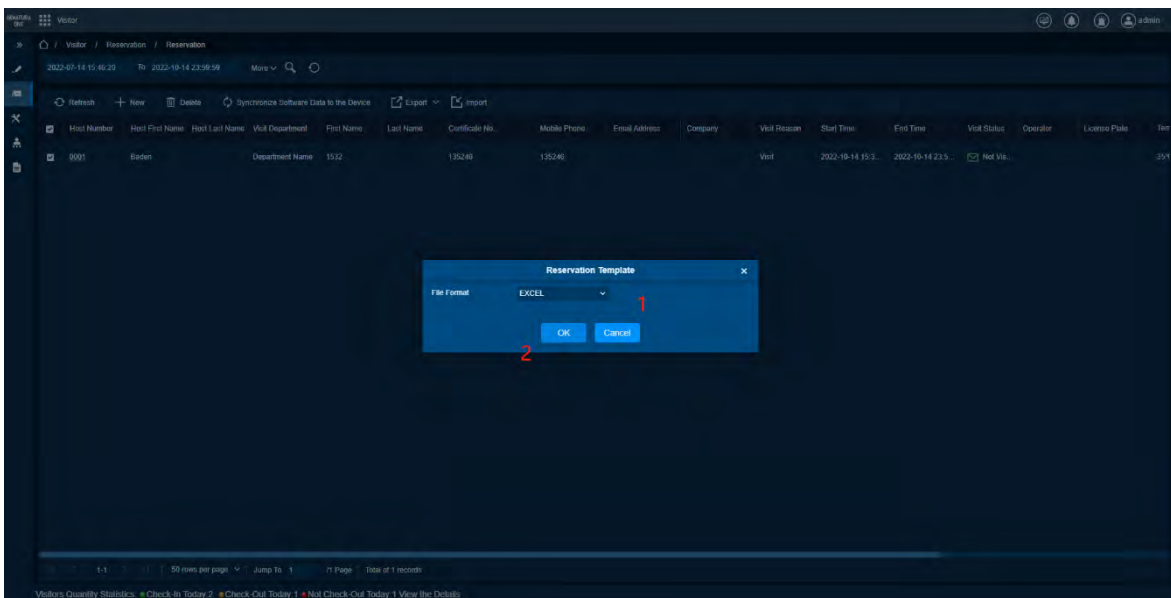 Visitor
admin
/ Visitor / Reservation / Reservation
2022-07-14 15:46:20 To 2022-10-14 23:59:59 More
Refresh New Delete Synchronize Software Data to the Device Export Import
Host Number Host First Name Host Last Name Visit Department First Name Last Name Certificate No. Mobile Phone Email Address Company Visit Reason Start Time End Time Visit Status Operator License Plate
0001 Baden Department Name 1532 135246 135246 Visit 2022-10-14 15:3... 2022-10-14 23:5... Not Vis...
Reservation Template ×
File Format EXCEL
1
OK Cancel
2
1-1 50 rows per page Jump To 1 /1 Page Total of 1 records
Visitors Quantity Statistics Check-In Today:2 Check-Out Today:1 Not Check-Out Today:1 View the Details